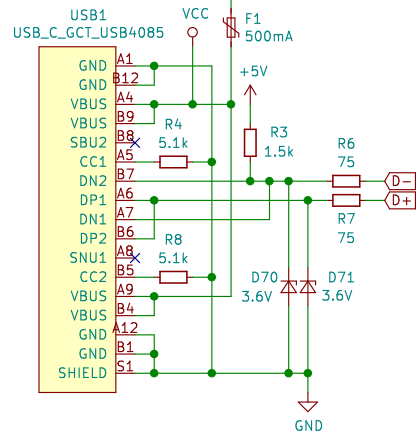 USB1
USB_C_GCT_USB4085
VCC
F1
500mA
+5V
GND A1
GND B12
VBUS A4
VBUS B9
SBU2 B8
CC1 A5
DN2 B7
DP1 A6
DN1 A7
DP2 B6
SNU1 A8
CC2 B5
VBUS A9
VBUS B4
GND A12
GND B1
SHIELD S1
R4
5.1k
R3
1.5k
R6
75
D-
D+
R7
75
R8
5.1k
D70
3.6V
D71
3.6V
GND